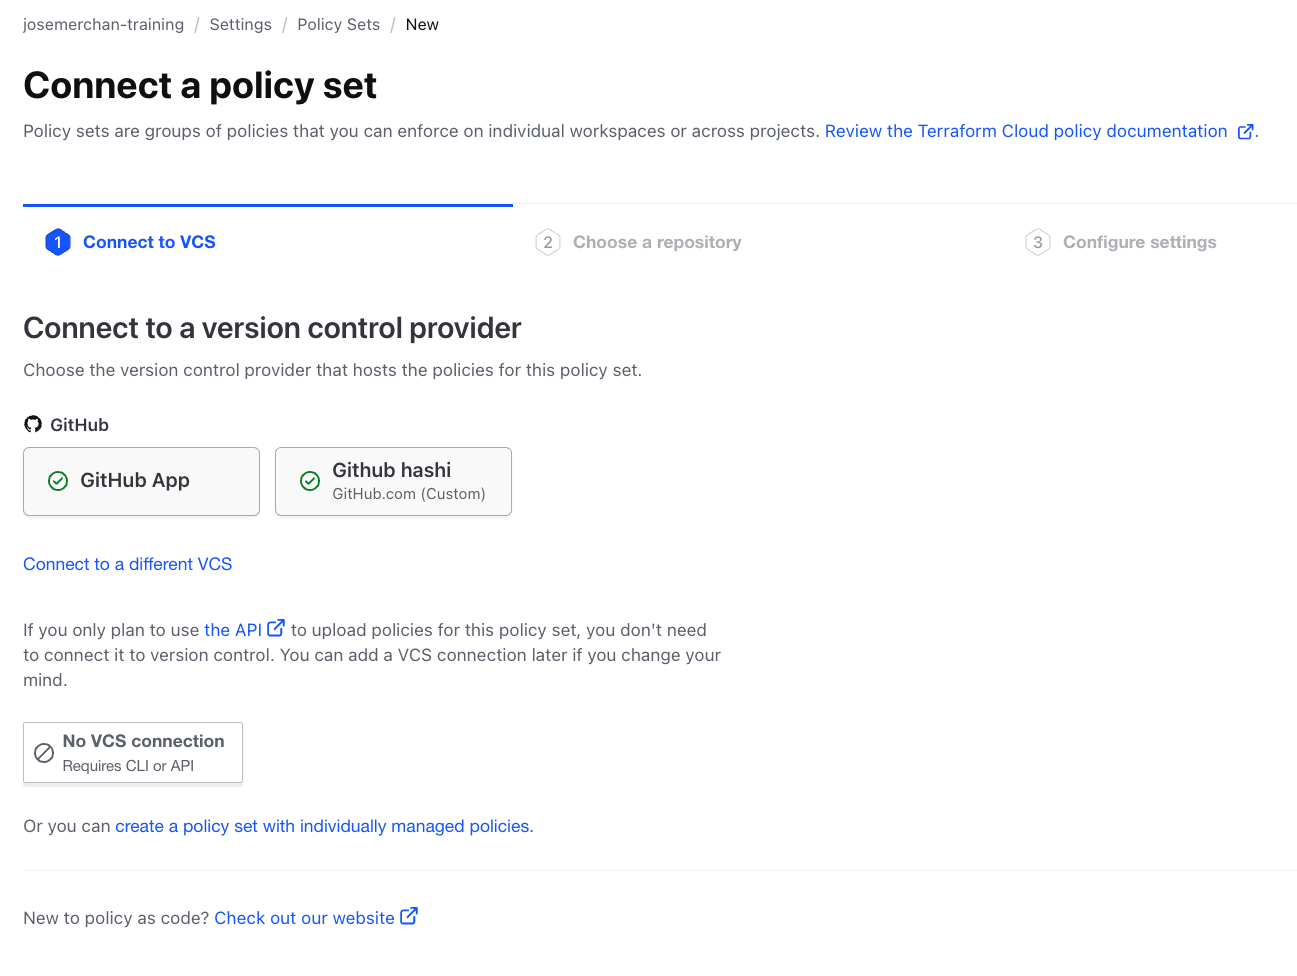 josemerchan-training / Settings / Policy Sets / New
Connect a policy set
Policy sets are groups of policies that you can enforce on individual workspaces or across projects. Review the Terraform Cloud policy documentation .
1 Connect to VCS
2 Choose a repository
3 Configure settings
Connect to a version control provider
Choose the version control provider that hosts the policies for this policy set.
GitHub
GitHub App
Github hashi
GitHub.com (Custom)
Connect to a different VCS
If you only plan to use the API to upload policies for this policy set, you don't need
to connect it to version control. You can add a VCS connection later if you change your
mind.
No VCS connection
Requires CLI or API
Or you can create a policy set with individually managed policies.
New to policy as code? Check out our website